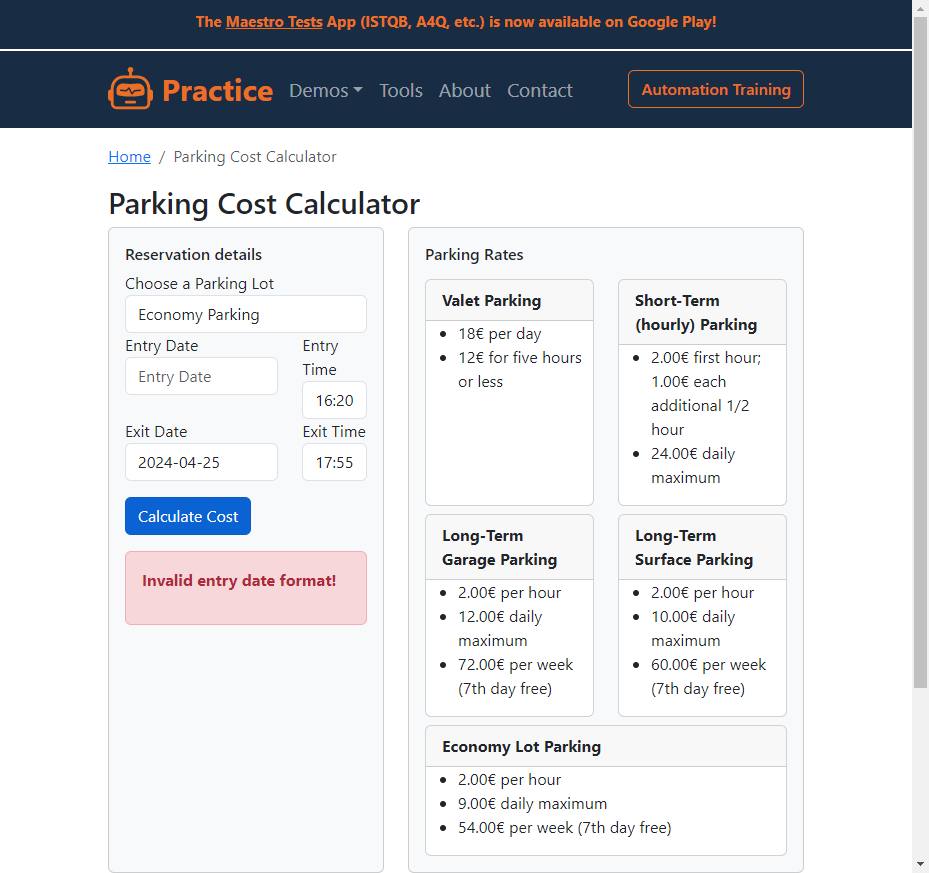 The Maestro Tests App (ISTQB, A4Q, etc.) is now available on Google Play!
Practice
Demos
Tools
About
Contact
Automation Training
Home / Parking Cost Calculator
Parking Cost Calculator
Reservation details
Choose a Parking Lot
Economy Parking
Entry Date
Entry
Time
Entry Date
16:20
Exit Date
Exit Time
2024-04-25
17:55
Calculate Cost
Invalid entry date format!
Parking Rates
Valet Parking
18€ per day
12€ for five hours
or less
Short-Term
(hourly) Parking
2.00€ first hour;
1.00€ each
additional 1/2
hour
24.00€ daily
maximum
Long-Term
Garage Parking
2.00€ per hour
12.00€ daily
maximum
72.00€ per week
(7th day free)
Long-Term
Surface Parking
2.00€ per hour
10.00€ daily
maximum
60.00€ per week
(7th day free)
Economy Lot Parking
2.00€ per hour
9.00€ daily maximum
54.00€ per week (7th day free)